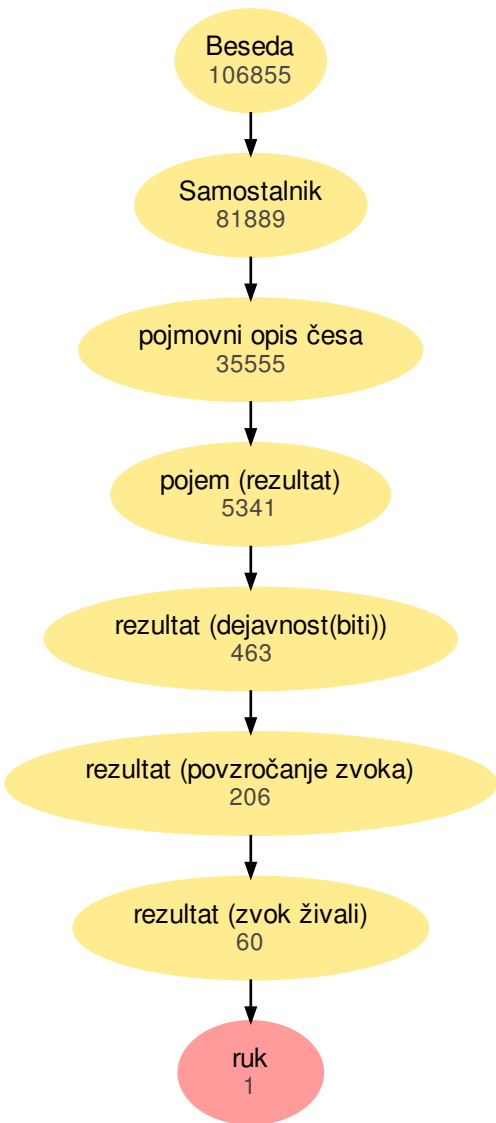 Beseda
106855
Samostalnik
81889
pojmovni opis česa
35555
pojem (rezultat)
5341
rezultat (dejavnost(biti))
463
rezultat (povzročanje zvoka)
206
rezultat (zvok živali)
60
ruk
1